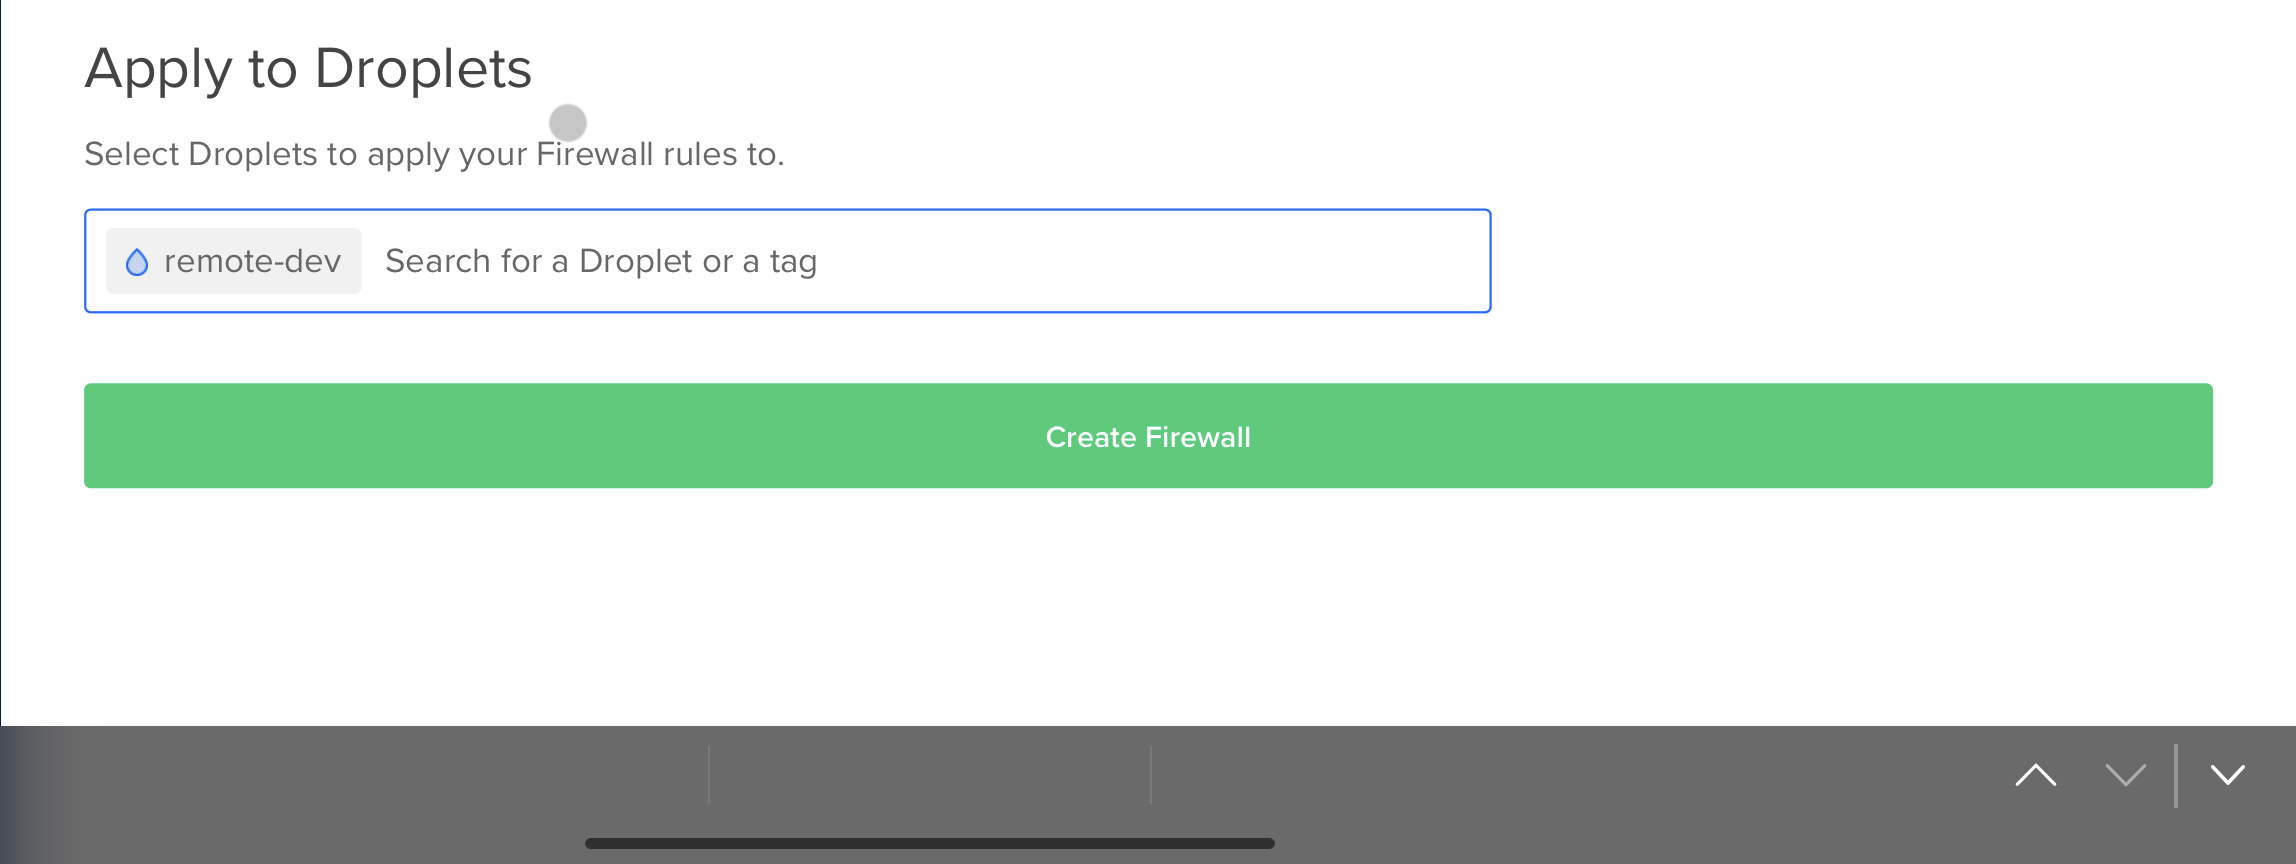 Apply to Droplets
Select Droplets to apply your Firewall rules to.
remote-dev Search for a Droplet or a tag
Create Firewall